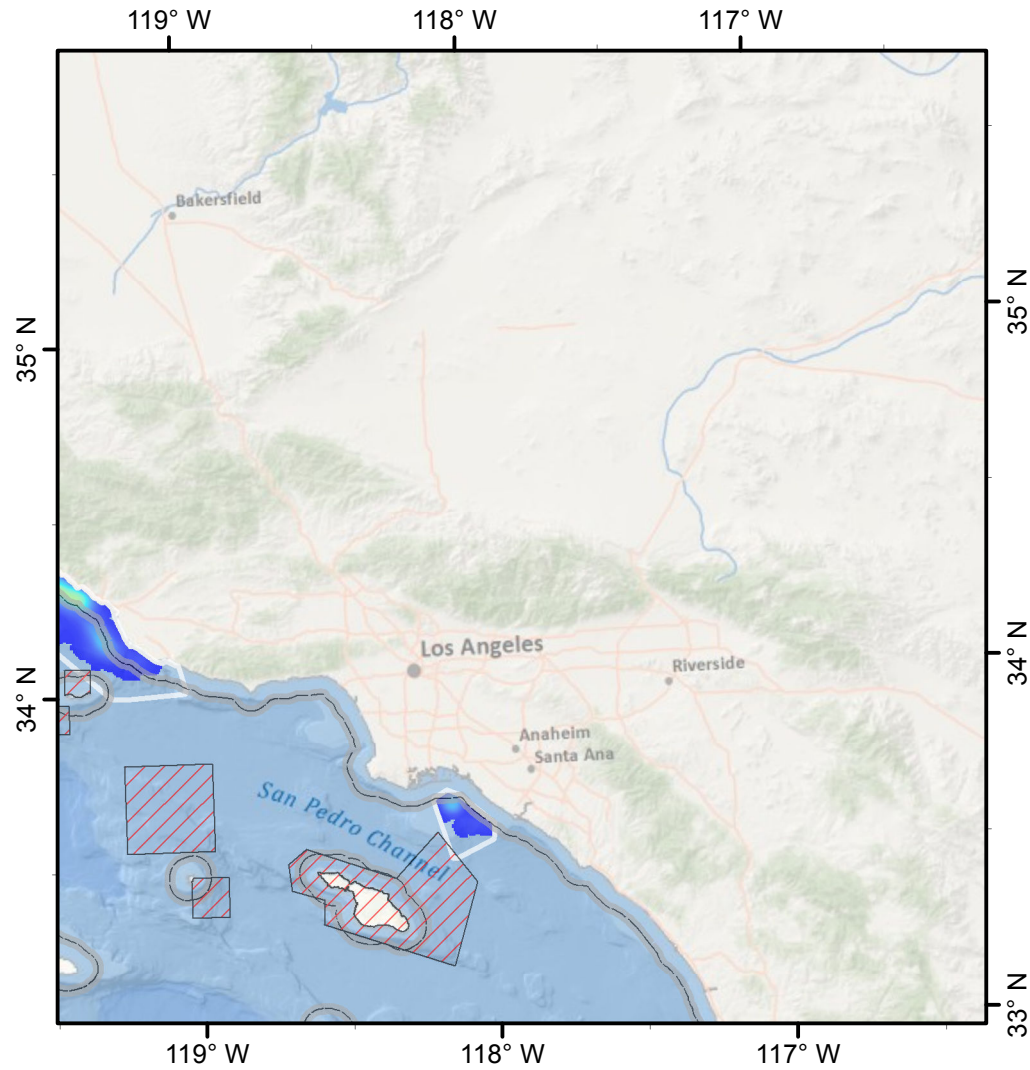 119° W
118° W
117° W
Bakersfield
35° N
35° N
Los Angeles
Riverside
34° N
34° N
Anaheim
Santa Ana
San Pedro Channel
33° N
119° W
118° W
117° W